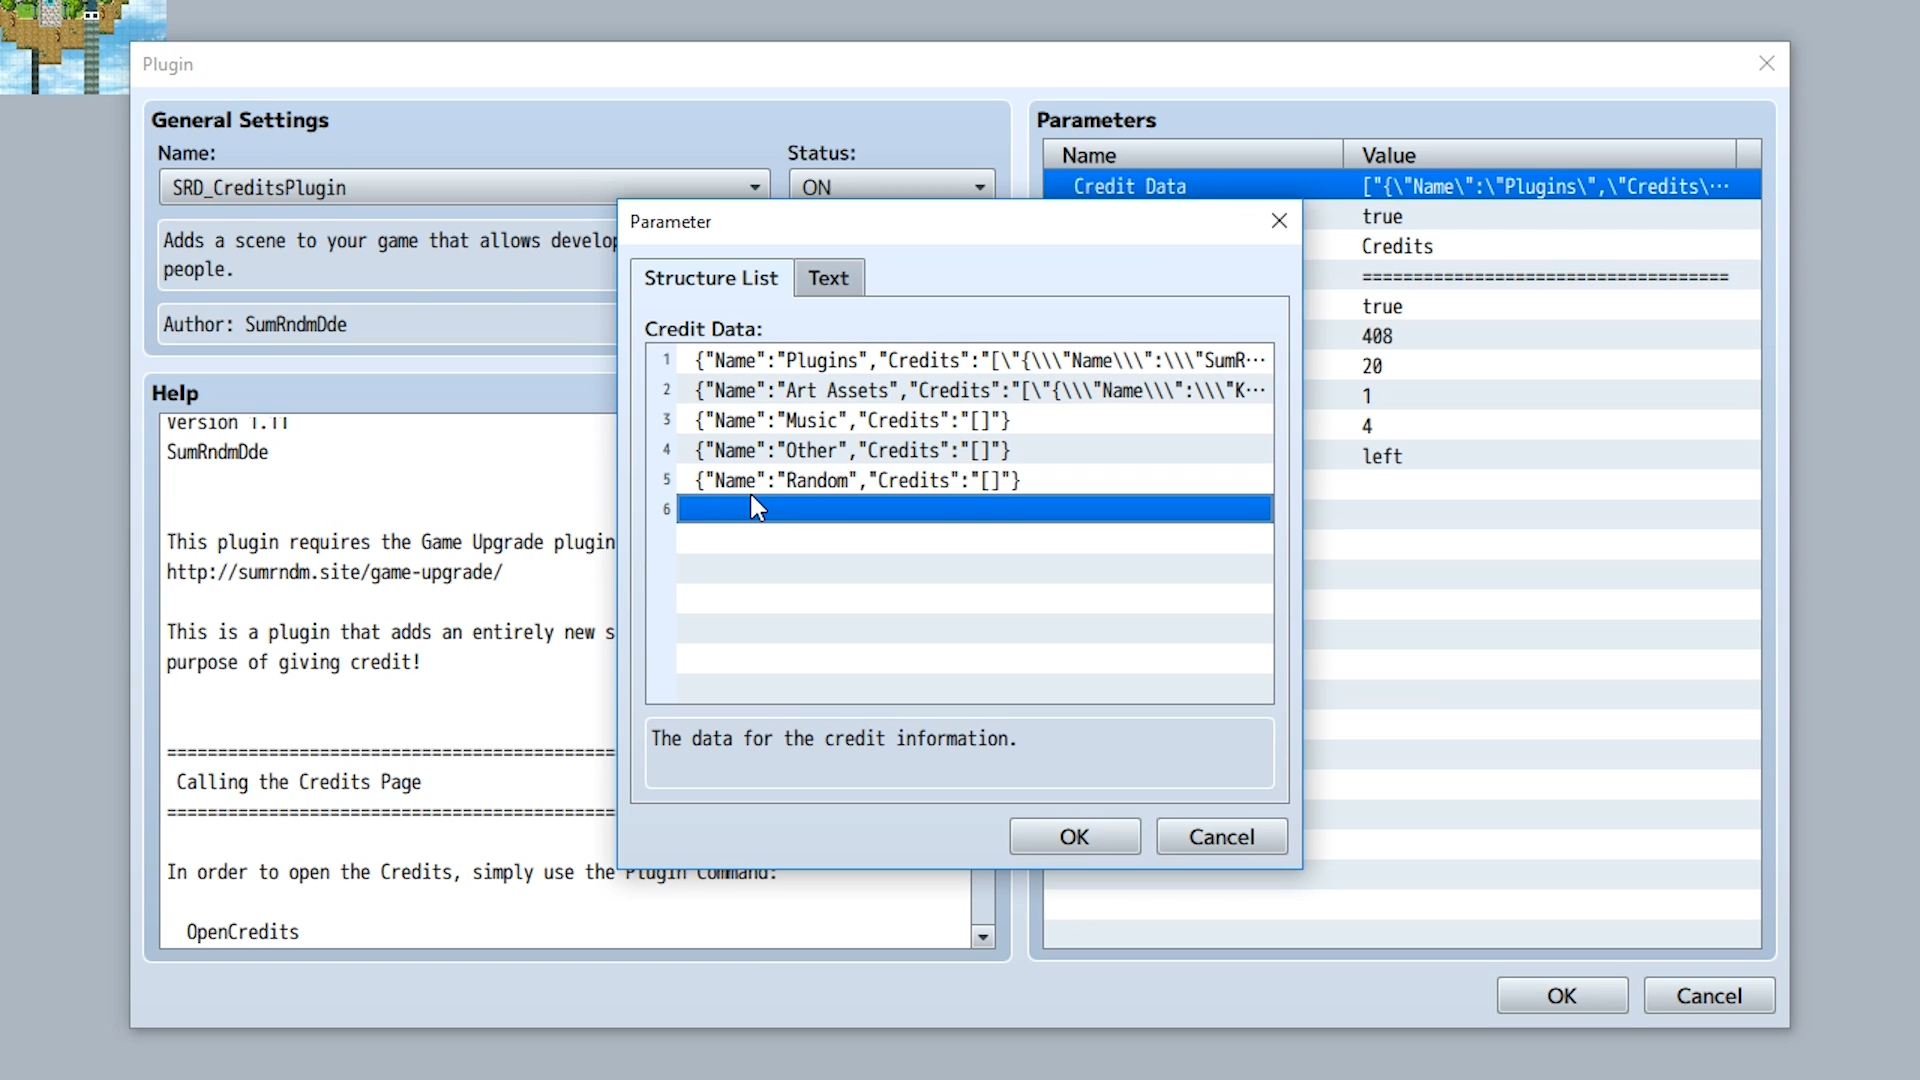 Plugin
General Settings
Name:
Status:
SRD_CreditsPlugin
ON
Adds a scene to your game that allows
people.
Author: SumRndmDde
Help
Version 1.11
SumRndmDde
This plugin requires the Game Upgrade plugin
http://sumrndm.site/game-upgrade/
This is a plugin that adds an entirely new
purpose of giving credit!
============================================
Calling the Credits Page
============================================
In order to open the Credits, simply use the Plugin Command:
OpenCredits
Parameter
Structure List
Text
Credit Data:
1 {"Name":"Plugins","Credits":"[\"{\\\"Name\\\":\\\"SumR…
2 {"Name":"Art Assets","Credits":"[\"{\\\"Name\\\":\\\"K…
3 {"Name":"Music","Credits":"[]"}
4 {"Name":"Other","Credits":"[]"}
5 {"Name":"Random","Credits":"[]"}
6
The data for the credit information.
OK
Cancel
Parameters
Name
Value
Credit Data
["{\"Name\":\"Plugins\",\"Credits\…
true
Credits
====================================
true
408
20
1
4
left
OK
Cancel